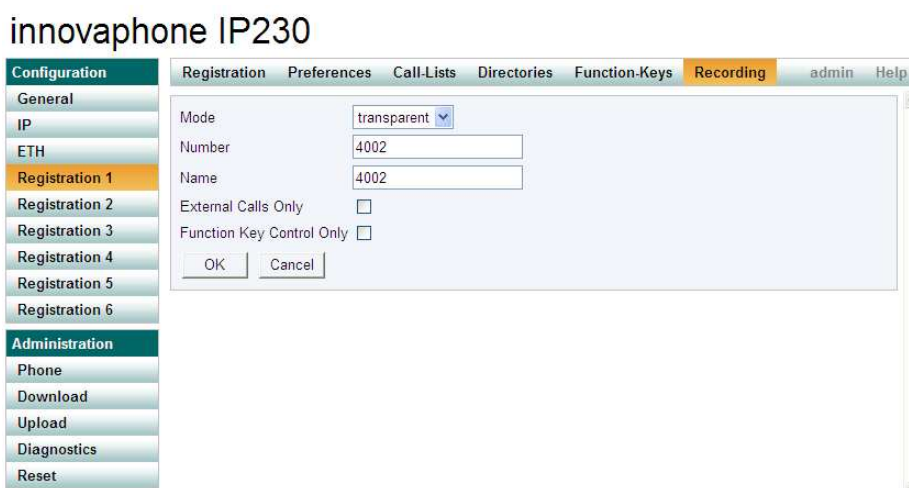 innovaphone IP230
Configuration
General
IP
ETH
Registration 1
Registration 2
Registration 3
Registration 4
Registration 5
Registration 6
Administration
Phone
Download
Upload
Diagnostics
Reset
Registration Preferences Call-Lists Directories Function-Keys Recording admin Help
Mode transparent
Number 4002
Name 4002
External Calls Only
Function Key Control Only
OK Cancel